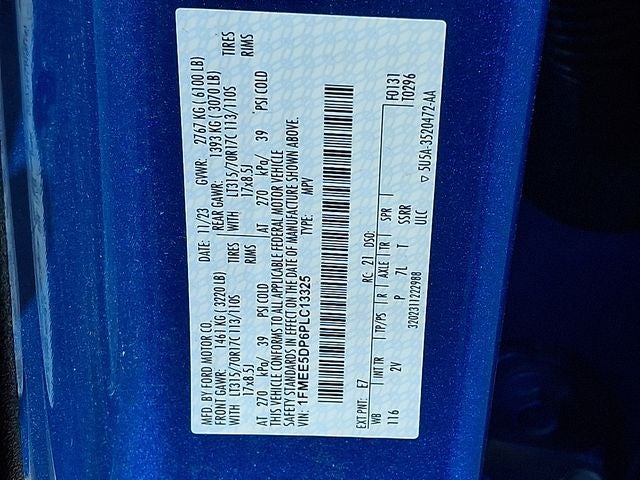 MFD. BY FORD MOTOR CO.
DATE: 11/23 GVWR: 2767 KG ( 6100 LB)
FRONT GAWR: 1461 KG ( 3220 LB) REAR GAWR: 1393 KG ( 3070 LB)
WITH LT315/70R17C 113/110S TIRES WITH LT315/70R17C 113/110S TIRES
17x8.5J RIMS 17x8.5J RIMS
AT 270 kPa/ 39 PSI COLD AT 270 kPa/ 39 PSI COLD
THIS VEHICLE CONFORMS TO ALL APPLICABLE FEDERAL MOTOR VEHICLE
SAFETY STANDARDS IN EFFECT ON THE DATE OF MANUFACTURE SHOWN ABOVE.
VIN: 1FMEE5DP6PLC13325 TYPE: MPV
EXT PNT: E7 RC: 21 DSO: F0131
WB INT TR TP/PS R AXLE TR SPR T0296
116 2V P 7L T SSRR
ULC
3202311222988 ▽ 5U5A-3520472-AA